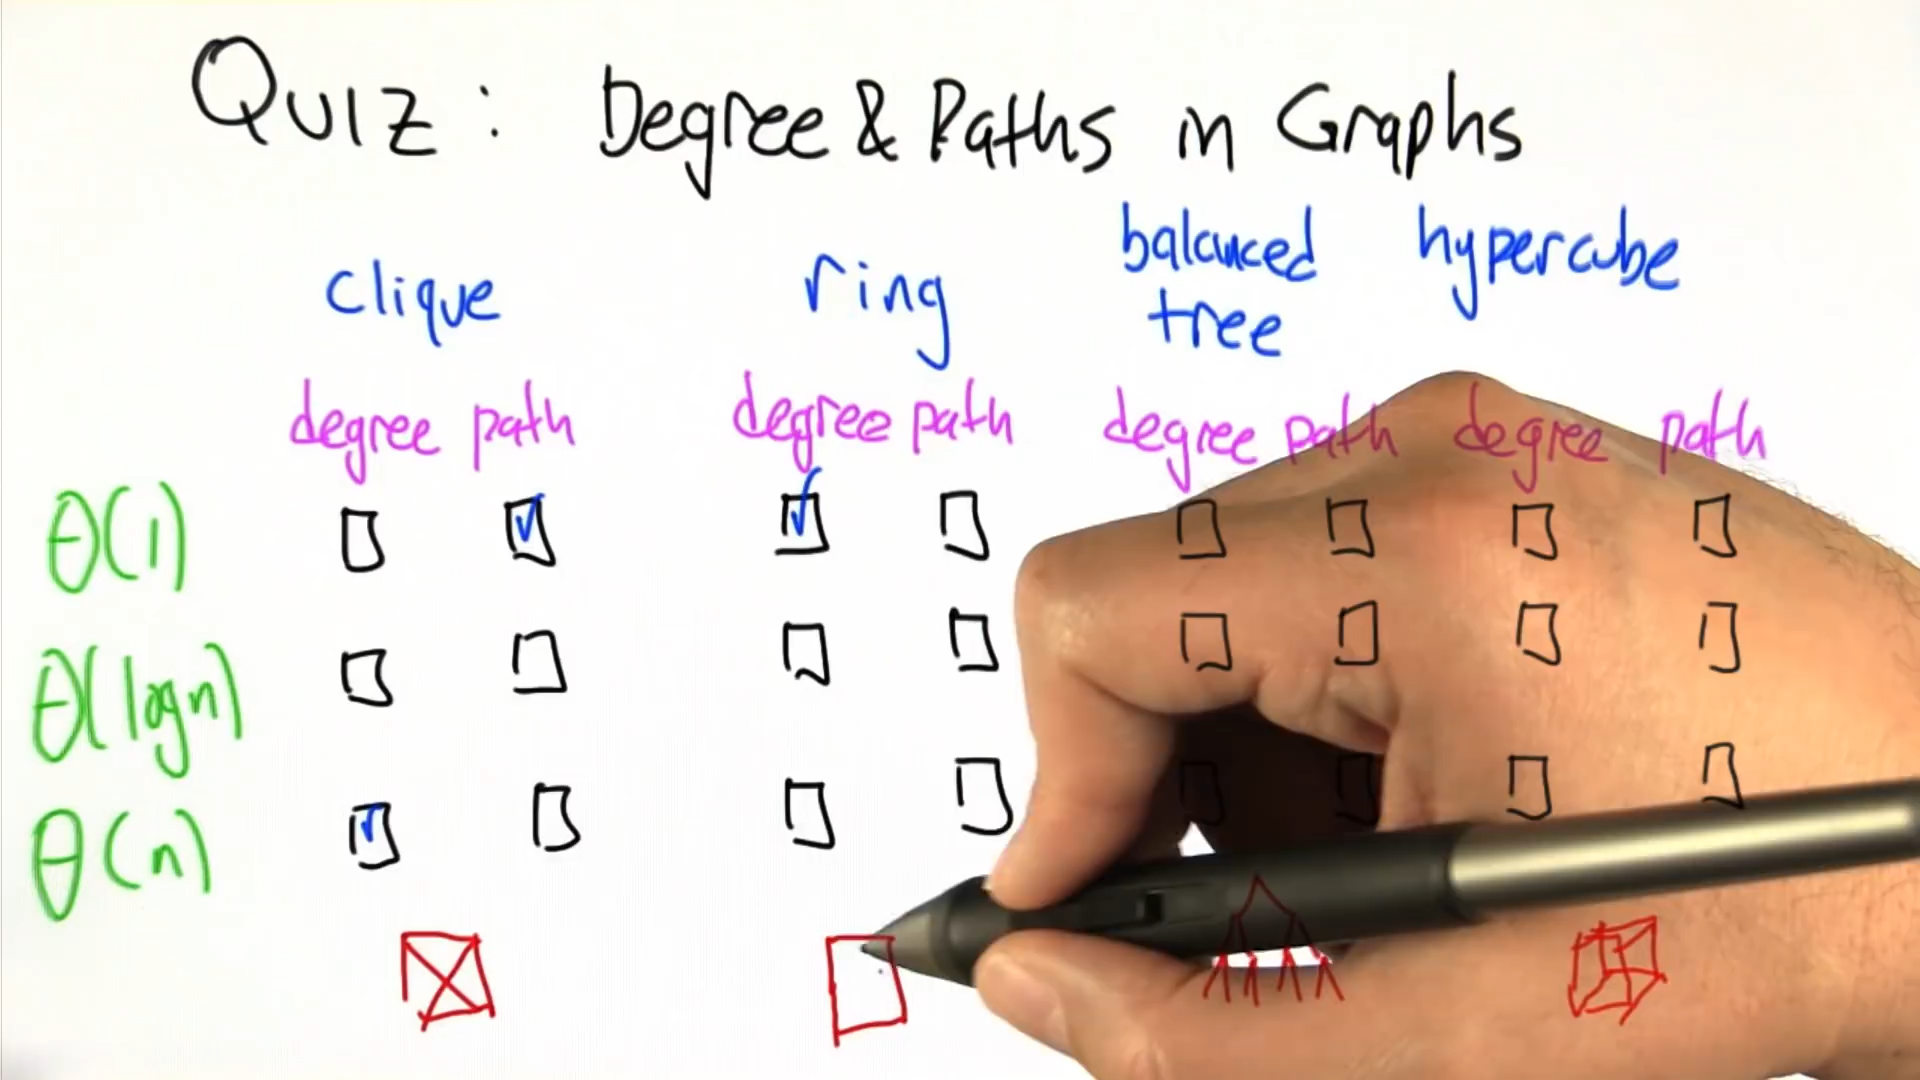 Quiz: Degree & Paths in Graphs
clique ring balanced tree hypercube
degree path degree path degree path degree path
Θ(1)
Θ(log n)
Θ(n)